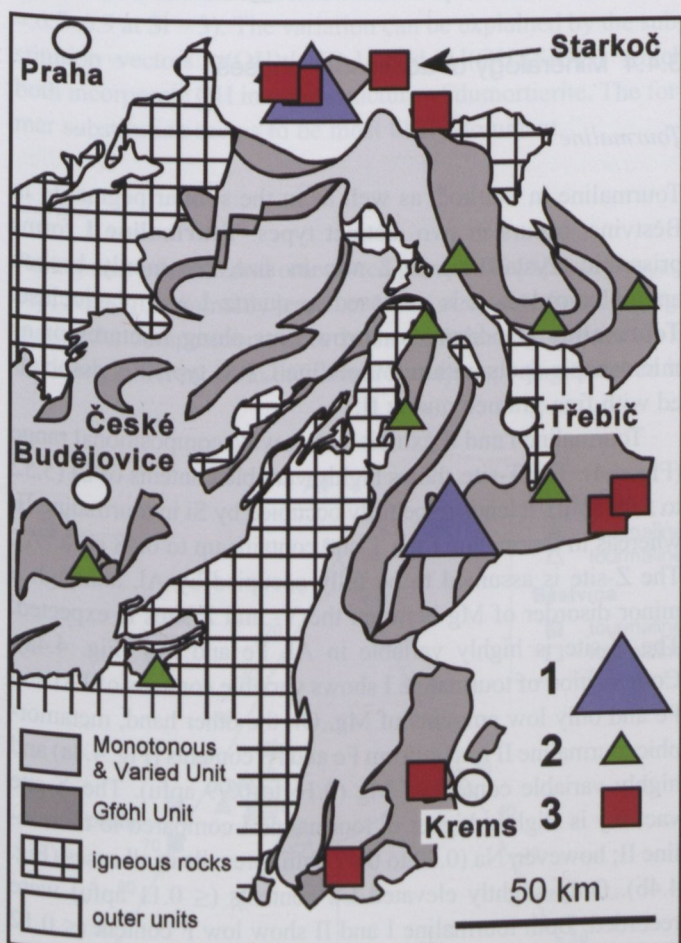 Praha
Starkoč
České
Budějovice
Třebíč
Krems
1
2
3
Monotonous
& Varied Unit
Gföhl Unit
igneous rocks
outer units
50 km